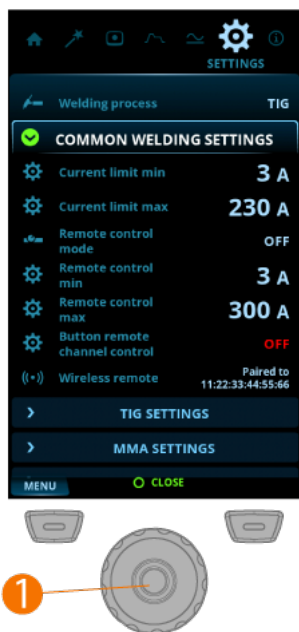 SETTINGS
Welding process TIG
COMMON WELDING SETTINGS
Current limit min 3 A
Current limit max 230 A
Remote control
mode OFF
Remote control
min 3 A
Remote control
max 300 A
Button remote
channel control OFF
Wireless remote Paired to
11:22:33:44:55:66
TIG SETTINGS
MMA SETTINGS
MENU CLOSE
1